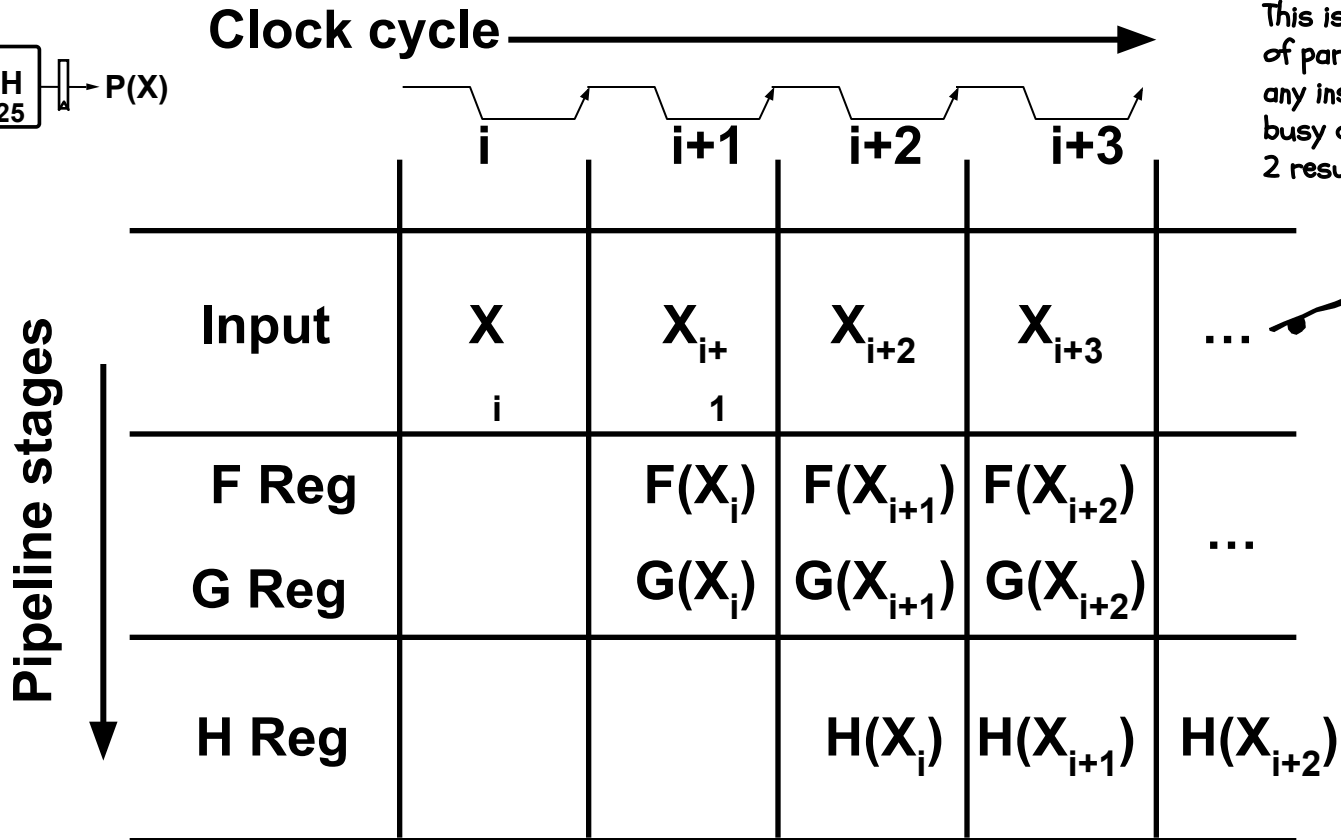 Clock cycle
H
25
P(X)
This is
of par
any ins
busy
2 resu
i i+1 i+2 i+3
Pipeline stages
Input X i X i+ 1 X i+2 X i+3 ...
F Reg F(X i) F(X i+1) F(X i+2)
...
G Reg G(X i) G(X i+1) G(X i+2)
H Reg H(X i) H(X i+1) H(X i+2)